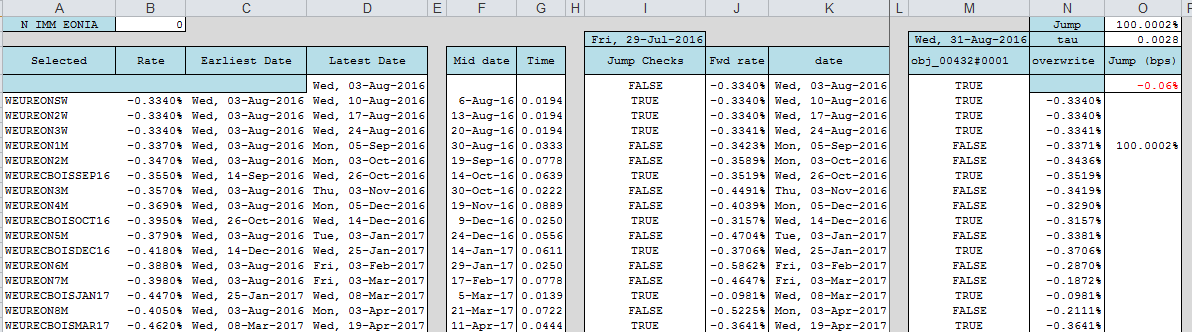 A B C D E F G H I J K L M N O P
N IMM EONIA 0 Jump 100.0002%
Fri, 29-Jul-2016 Wed, 31-Aug-2016 tau 0.0028
Selected Rate Earliest Date Latest Date Mid date Time Jump Checks Fwd rate date obj_00432#0001 overwrite Jump (bps)
Wed, 03-Aug-2016 FALSE -0.3340% Wed, 03-Aug-2016 TRUE -0.06%
WEUREONSW -0.3340% Wed, 03-Aug-2016 Wed, 10-Aug-2016 6-Aug-16 0.0194 TRUE -0.3340% Wed, 10-Aug-2016 TRUE -0.3340%
WEUREON2W -0.3340% Wed, 03-Aug-2016 Wed, 17-Aug-2016 13-Aug-16 0.0194 TRUE -0.3340% Wed, 17-Aug-2016 TRUE -0.3340%
WEUREON3W -0.3340% Wed, 03-Aug-2016 Wed, 24-Aug-2016 20-Aug-16 0.0194 TRUE -0.3341% Wed, 24-Aug-2016 TRUE -0.3341%
WEUREON1M -0.3370% Wed, 03-Aug-2016 Mon, 05-Sep-2016 30-Aug-16 0.0333 FALSE -0.3423% Mon, 05-Sep-2016 FALSE -0.3371% 100.0002%
WEUREON2M -0.3470% Wed, 03-Aug-2016 Mon, 03-Oct-2016 19-Sep-16 0.0778 FALSE -0.3589% Mon, 03-Oct-2016 FALSE -0.3436%
WEURECBOISSEP16 -0.3550% Wed, 14-Sep-2016 Wed, 26-Oct-2016 14-Oct-16 0.0639 TRUE -0.3519% Wed, 26-Oct-2016 TRUE -0.3519%
WEUREON3M -0.3570% Wed, 03-Aug-2016 Thu, 03-Nov-2016 30-Oct-16 0.0222 FALSE -0.4491% Thu, 03-Nov-2016 FALSE -0.3419%
WEUREON4M -0.3690% Wed, 03-Aug-2016 Mon, 05-Dec-2016 19-Nov-16 0.0889 FALSE -0.4039% Mon, 05-Dec-2016 FALSE -0.3290%
WEURECBOISOCT16 -0.3950% Wed, 26-Oct-2016 Wed, 14-Dec-2016 9-Dec-16 0.0250 TRUE -0.3157% Wed, 14-Dec-2016 TRUE -0.3157%
WEUREON5M -0.3790% Wed, 03-Aug-2016 Tue, 03-Jan-2017 24-Dec-16 0.0556 FALSE -0.4704% Tue, 03-Jan-2017 FALSE -0.3381%
WEURECBOISDEC16 -0.4180% Wed, 14-Dec-2016 Wed, 25-Jan-2017 14-Jan-17 0.0611 TRUE -0.3706% Wed, 25-Jan-2017 TRUE -0.3706%
WEUREON6M -0.3880% Wed, 03-Aug-2016 Fri, 03-Feb-2017 29-Jan-17 0.0250 FALSE -0.5862% Fri, 03-Feb-2017 FALSE -0.2870%
WEUREON7M -0.3980% Wed, 03-Aug-2016 Fri, 03-Mar-2017 17-Feb-17 0.0778 FALSE -0.4647% Fri, 03-Mar-2017 FALSE -0.1872%
WEURECBOISJAN17 -0.4470% Wed, 25-Jan-2017 Wed, 08-Mar-2017 5-Mar-17 0.0139 TRUE -0.0981% Wed, 08-Mar-2017 TRUE -0.0981%
WEUREON8M -0.4050% Wed, 03-Aug-2016 Mon, 03-Apr-2017 21-Mar-17 0.0722 FALSE -0.5225% Mon, 03-Apr-2017 FALSE -0.2111%
WEURECBOISMAR17 -0.4620% Wed, 08-Mar-2017 Wed, 19-Apr-2017 11-Apr-17 0.0444 TRUE -0.3641% Wed, 19-Apr-2017 TRUE -0.3641%